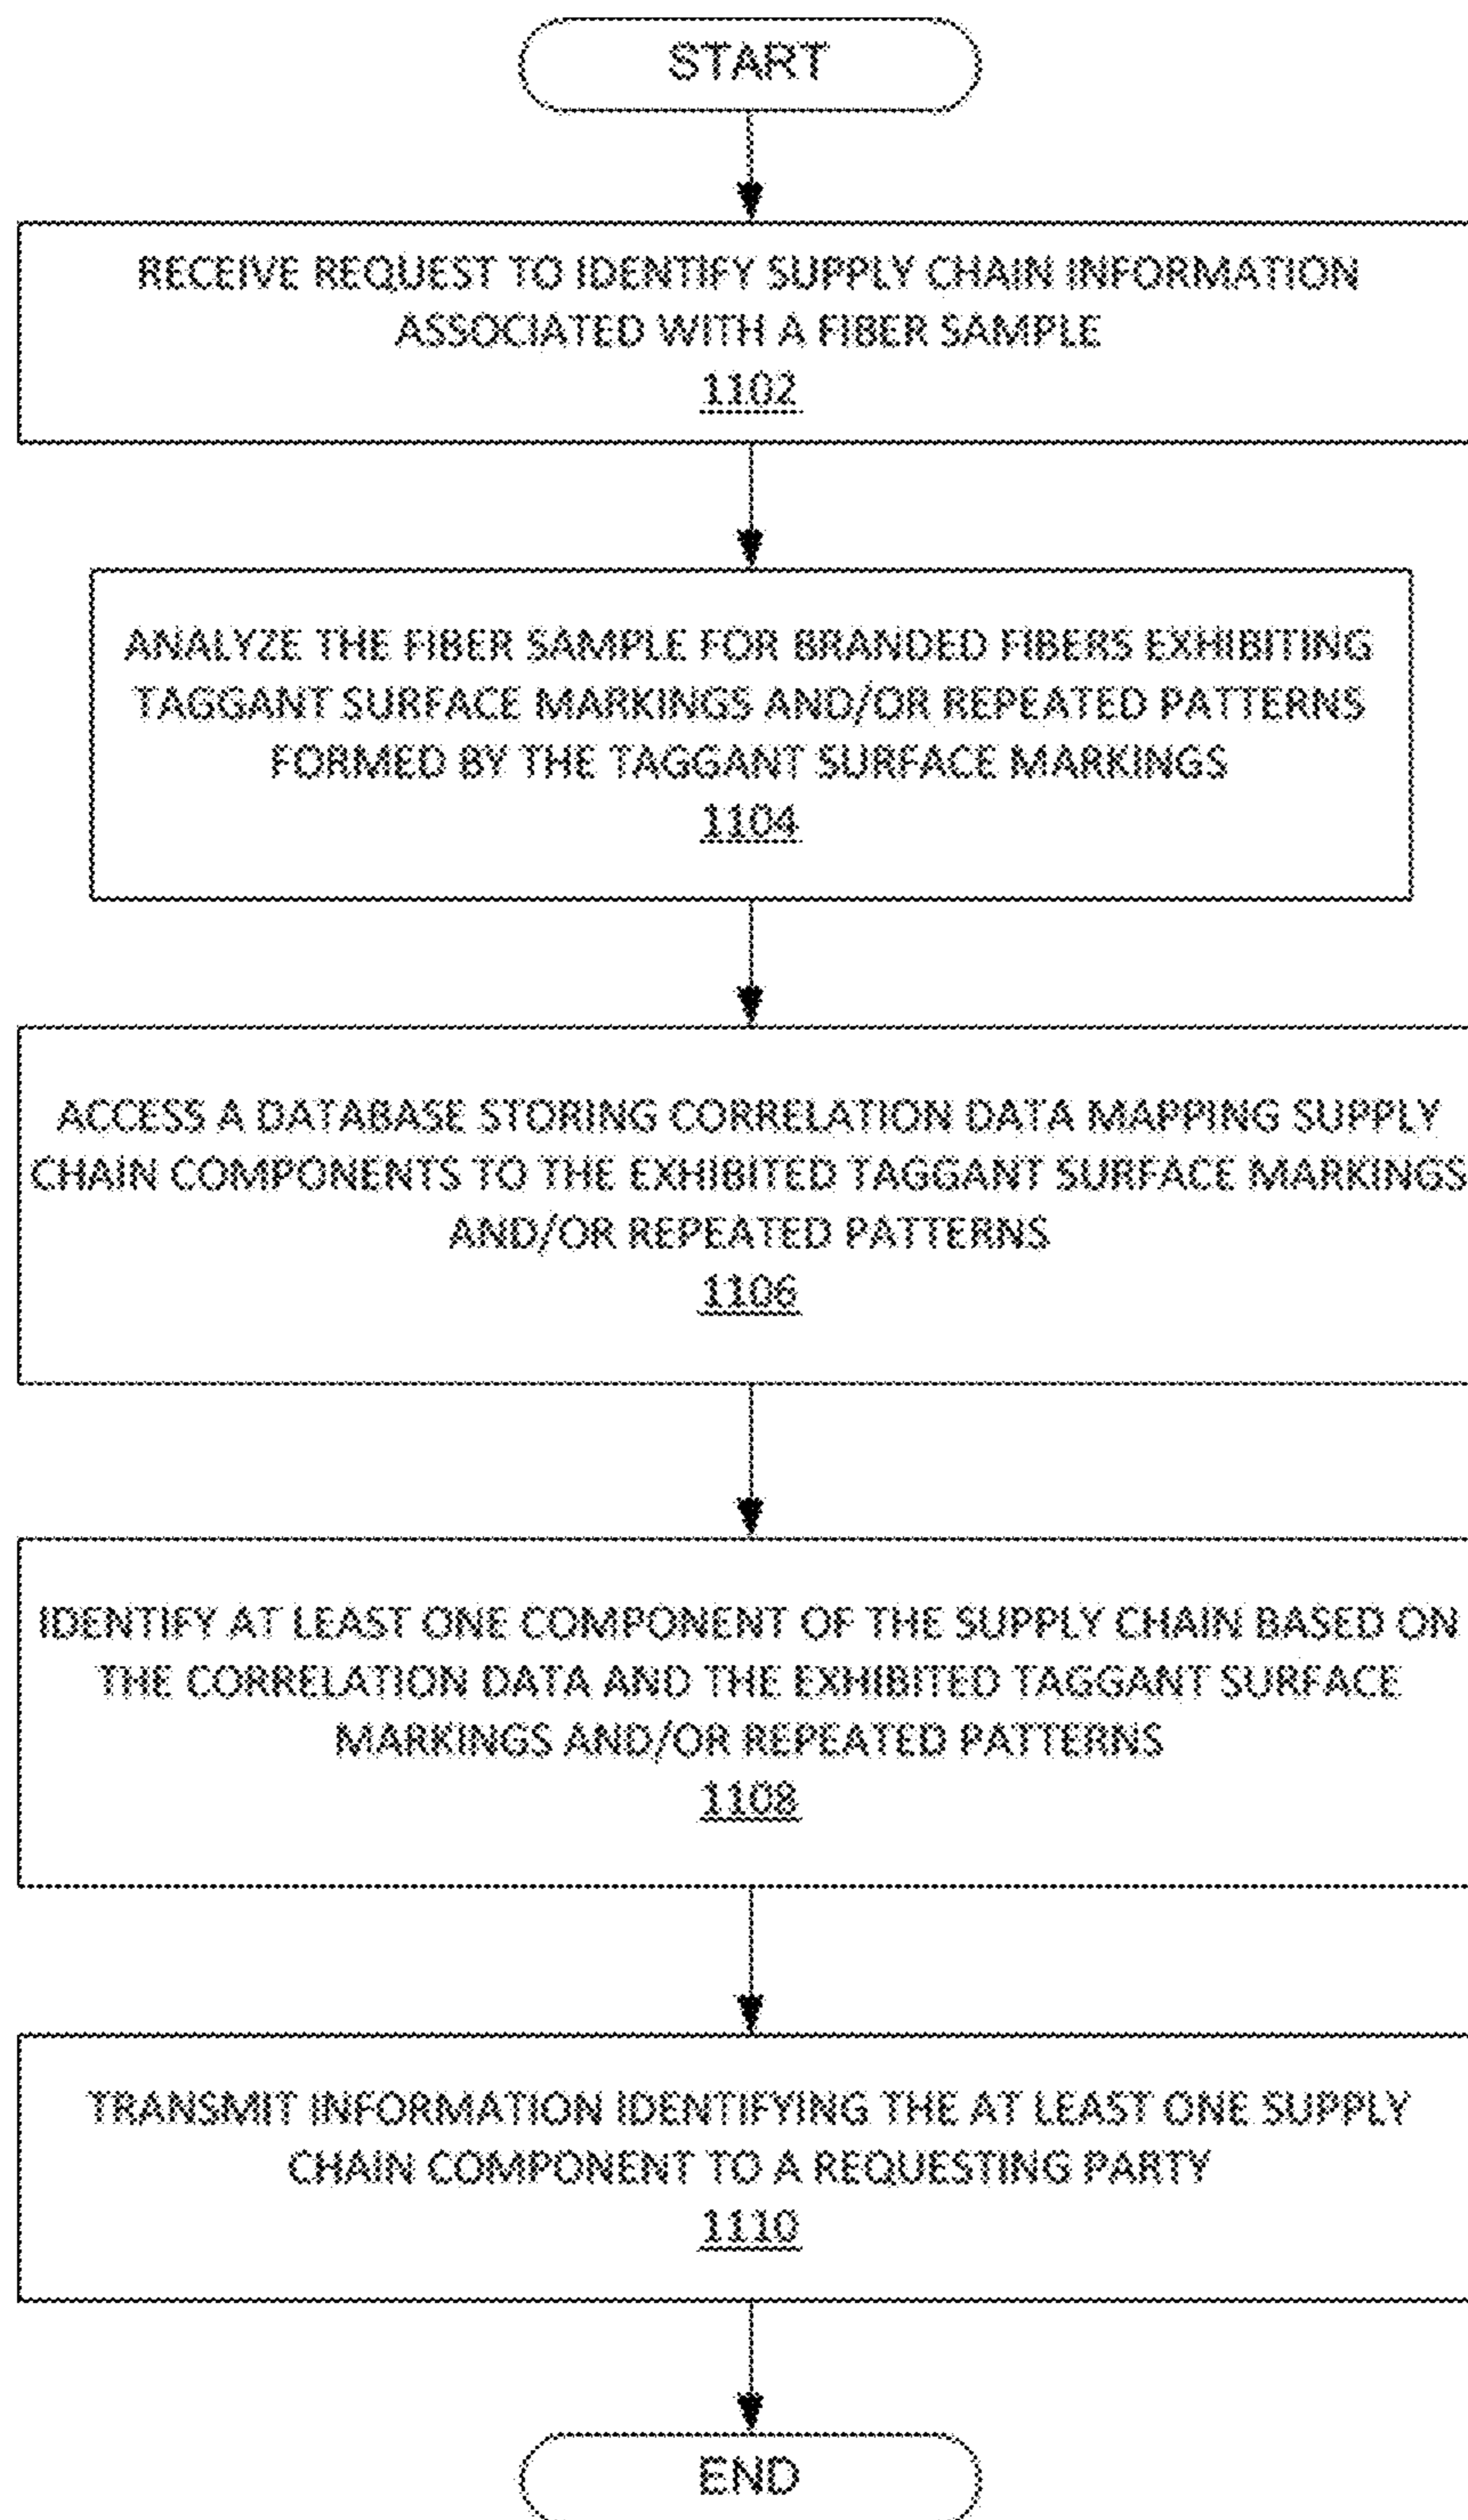 START
RECEIVE REQUEST TO IDENTIFY SUPPLY CHAIN INFORMATION
ASSOCIATED WITH A FIBER SAMPLE
1102
ANALYZE THE FIBER SAMPLE FOR BRANDED FIBERS EXHIBITING
TAGGANT SURFACE MARKINGS AND/OR REPEATED PATTERNS
FORMED BY THE TAGGANT SURFACE MARKINGS
1104
ACCESS A DATABASE STORING CORRELATION DATA MAPPING SUPPLY
CHAIN COMPONENTS TO THE EXHIBITED TAGGANT SURFACE MARKINGS
AND/OR REPEATED PATTERNS
1106
IDENTIFY AT LEAST ONE COMPONENT OF THE SUPPLY CHAIN BASED ON
THE CORRELATION DATA AND THE EXHIBITED TAGGANT SURFACE
MARKINGS AND/OR REPEATED PATTERNS
1108
TRANSMIT INFORMATION IDENTIFYING THE AT LEAST ONE SUPPLY
CHAIN COMPONENT TO A REQUESTING PARTY
1110
END